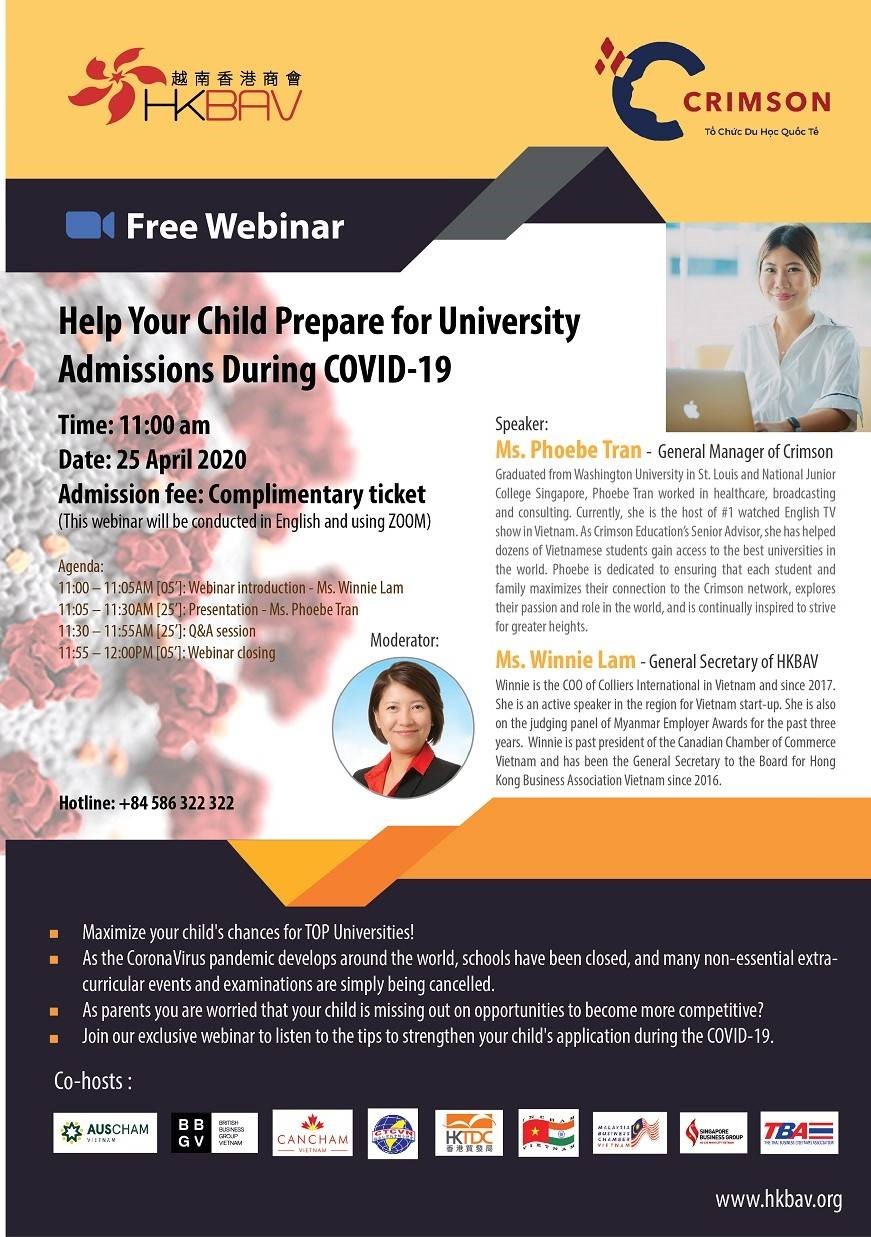 越南香港商會
HKBAV
CRIMSON
Tổ Chức Du Học Quốc Tế
Free Webinar
Help Your Child Prepare for University
Admissions During COVID-19
Time: 11:00 am
Date: 25 April 2020
Admission fee: Complimentary ticket
(This webinar will be conducted in English and using ZOOM)
Agenda:
11:00 – 11:05AM [05']: Webinar introduction - Ms. Winnie Lam
11:05 – 11:30AM [25']: Presentation - Ms. Phoebe Tran
11:30 – 11:55AM [25']: Q&A session
11:55 – 12:00PM [05']: Webinar closing
Moderator:
Hotline: +84 586 322 322
Speaker:
Ms. Phoebe Tran - General Manager of Crimson
Graduated from Washington University in St. Louis and National Junior
College Singapore, Phoebe Tran worked in healthcare, broadcasting
and consulting. Currently, she is the host of #1 watched English TV
show in Vietnam. As Crimson Education's Senior Advisor, she has helped
dozens of Vietnamese students gain access to the best universities in
the world. Phoebe is dedicated to ensuring that each student and
family maximizes their connection to the Crimson network, explores
their passion and role in the world, and is continually inspired to strive
for greater heights.
Ms. Winnie Lam - General Secretary of HKBAV
Winnie is the COO of Colliers International in Vietnam and since 2017.
She is an active speaker in the region for Vietnam start-up. She is also
on the judging panel of Myanmar Employer Awards for the past three
years. Winnie is past president of the Canadian Chamber of Commerce
Vietnam and has been the General Secretary to the Board for Hong
Kong Business Association Vietnam since 2016.
Maximize your child's chances for TOP Universities!
As the CoronaVirus pandemic develops around the world, schools have been closed, and many non-essential extra-
curricular events and examinations are simply being cancelled.
As parents you are worried that your child is missing out on opportunities to become more competitive?
Join our exclusive webinar to listen to the tips to strengthen your child's application during the COVID-19.
Co-hosts :
AUSCHAM
VIETNAM
BB
GV
BRITISH
BUSINESS
GROUP
VIETNAM
CANCHAM
VIETNAM
CTCVN
HKTDC
香港貿發局
INCHAM
VIETNAM
MALAYSIA
BUSINESS
CHAMBER
VIETNAM
SINGAPORE
BUSINESS GROUP
TBA
THE THAI BUSINESS ASSOCIATION
www.hkbav.org